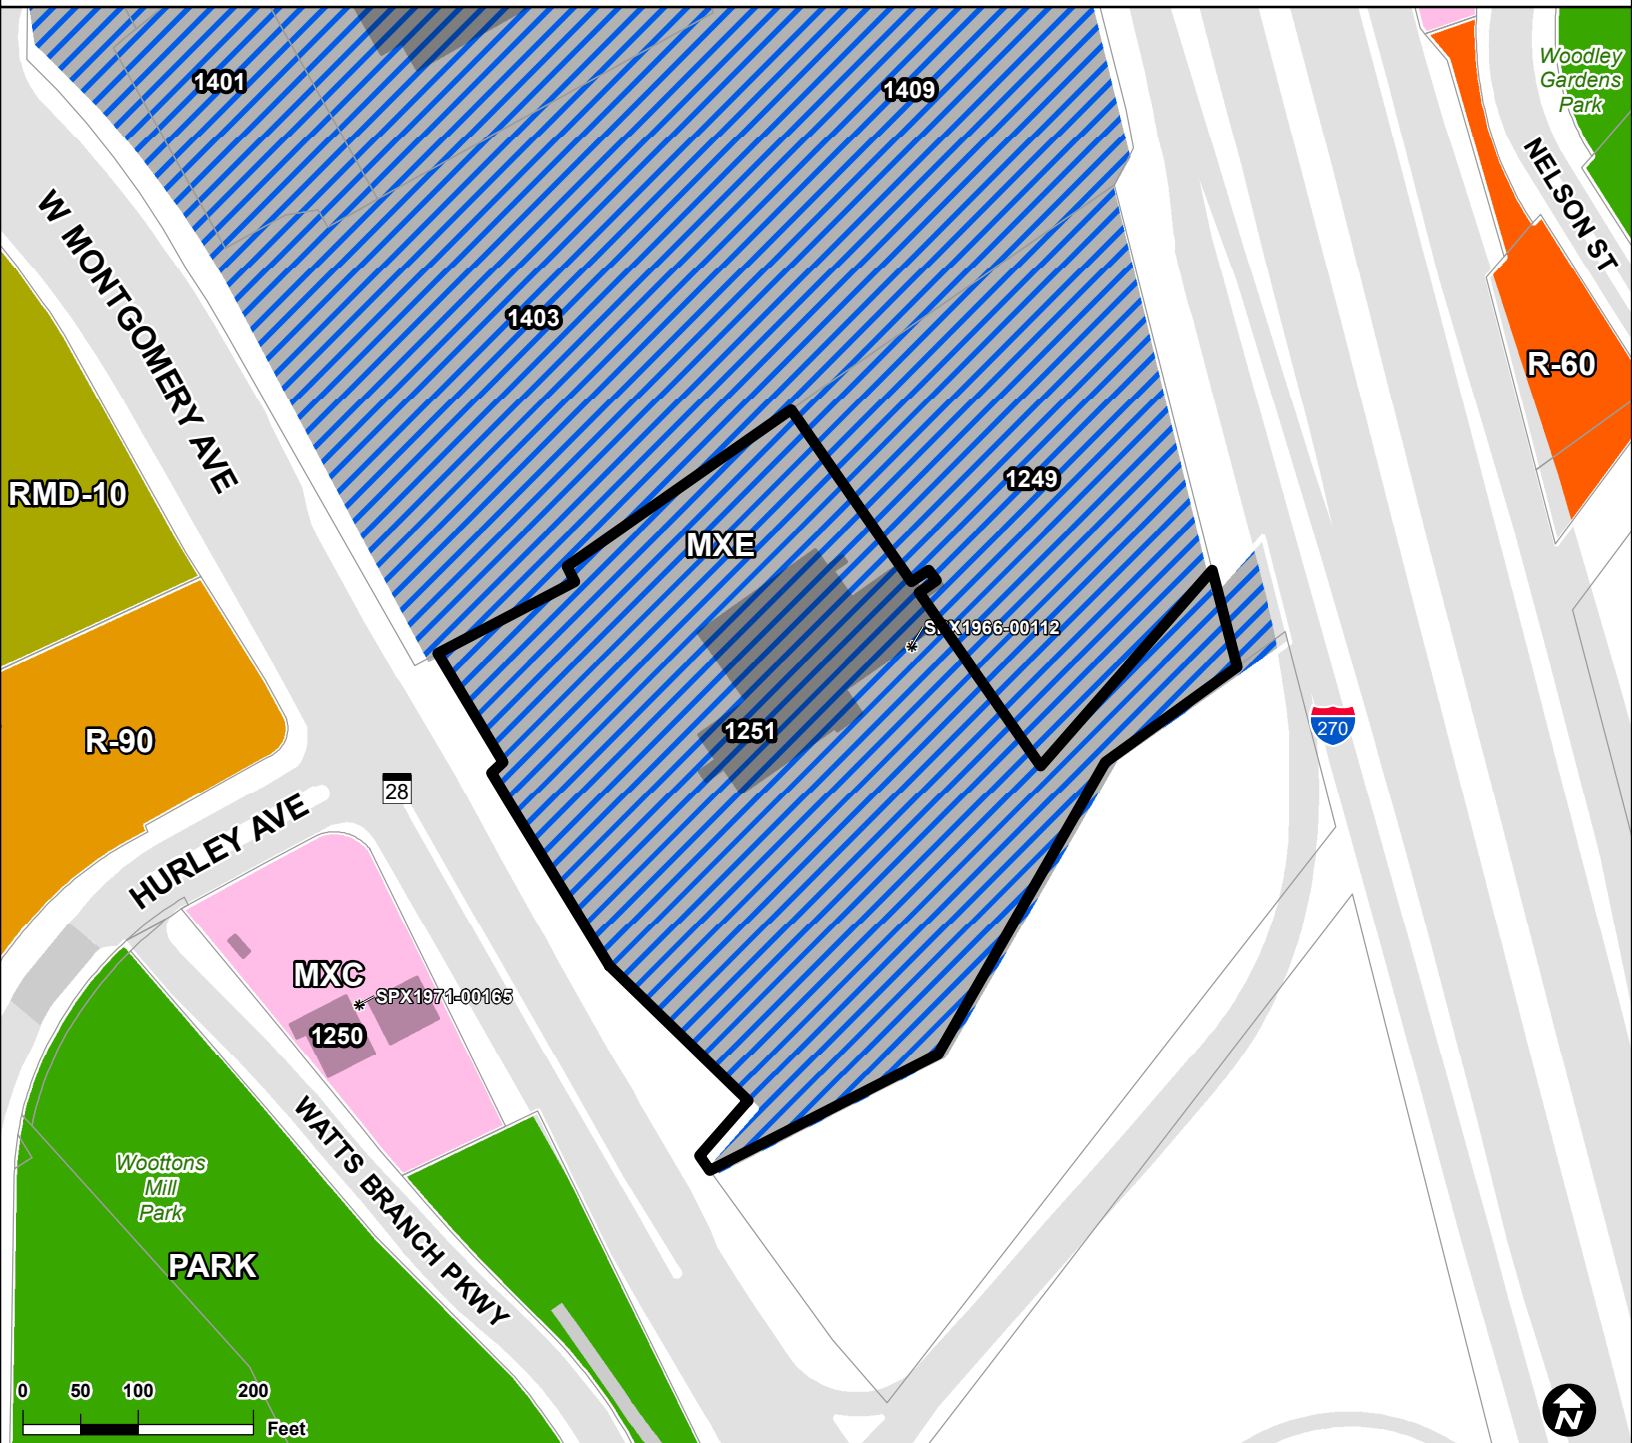 1401
1409
Woodley
Gardens
Park
NELSON ST
W MONTGOMERY AVE
1403
R-60
RMD-10
1249
MXE
SPX1966-00112
1251
270
R-90
28
HURLEY AVE
MXC
SPX1971-00165
1250
WATTS BRANCH PKWY
Woottons
Mill
Park
PARK
0 50 100 200
Feet
N